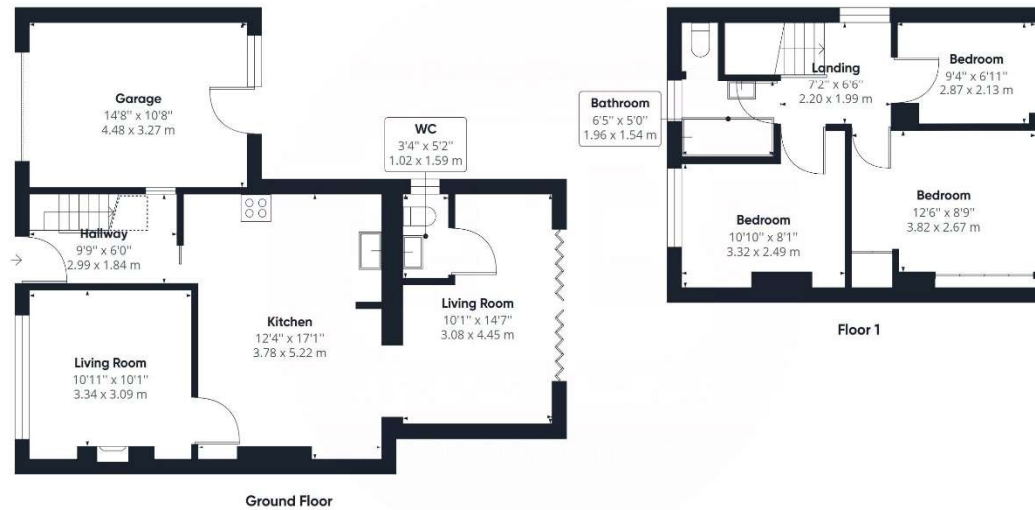 Garage
14'8" x 10'8"
4.48 x 3.27 m
WC
3'4" x 5'2"
1.02 x 1.59 m
Hallway
9'9" x 6'0"
2.99 x 1.84 m
Kitchen
12'4" x 17'1"
3.78 x 5.22 m
Living Room
10'1" x 14'7"
3.08 x 4.45 m
Living Room
10'11" x 10'1"
3.34 x 3.09 m
Ground Floor
Landing
7'2" x 6'6"
2.20 x 1.99 m
Bedroom
9'4" x 6'11"
2.87 x 2.13 m
Bathroom
6'5" x 5'0"
1.96 x 1.54 m
Bedroom
10'10" x 8'1"
3.32 x 2.49 m
Bedroom
12'6" x 8'9"
3.82 x 2.67 m
Floor 1